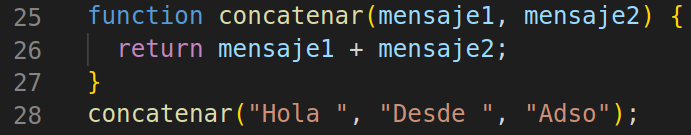 25 function concatenar(mensaje1, mensaje2) {
26 return mensaje1 + mensaje2;
27 }
28 concatenar("Hola ", "Desde ", "Adso");